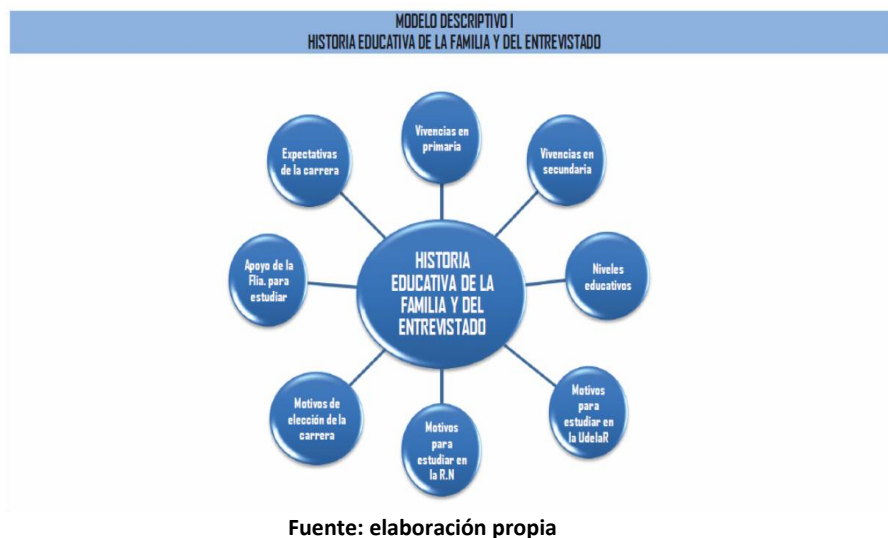 MODELO DESCRIPTIVO I
HISTORIA EDUCATIVA DE LA FAMILIA Y DEL ENTREVISTADO
Vivencias en
primaria
Vivencias en
secundaria
Niveles
educativos
Motivos
para
estudiar en
la UdelaR
Motivos
para
estudiar en
la R.N
Motivos de
elección de la
carrera
Apoyo de la
Flia. para
estudiar
Expectativas
de la carrera
HISTORIA
EDUCATIVA DE LA
FAMILIA Y DEL
ENTREVISTADO
Fuente: elaboración propia